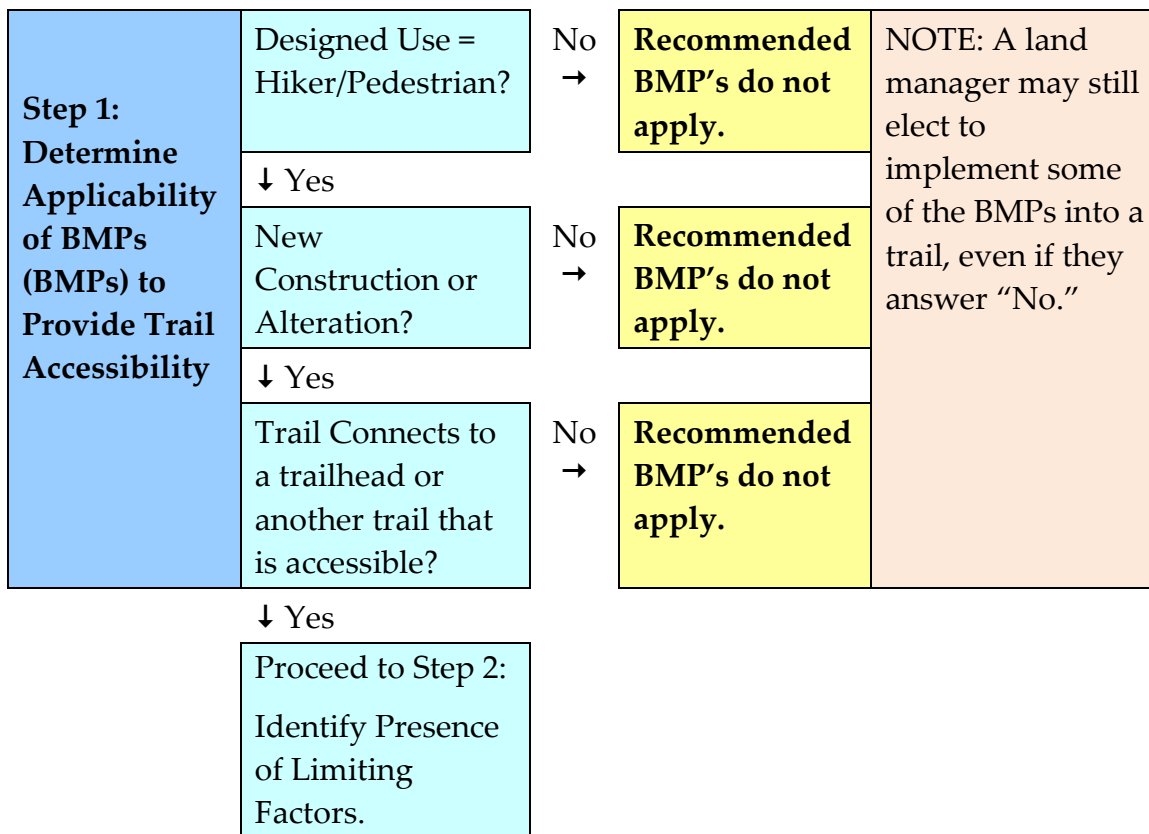 Step 1:
Determine
Applicability
of BMPs
(BMPs) to
Provide Trail
Accessibility
Designed Use =
Hiker/Pedestrian?
No
→
Recommended
BMP’s do not
apply.
NOTE: A land
manager may still
elect to
implement some
of the BMPs into a
trail, even if they
answer “No.”
↓ Yes
New
Construction or
Alteration?
No
→
Recommended
BMP’s do not
apply.
↓ Yes
Trail Connects to
a trailhead or
another trail that
is accessible?
No
→
Recommended
BMP’s do not
apply.
↓ Yes
Proceed to Step 2:
Identify Presence
of Limiting
Factors.